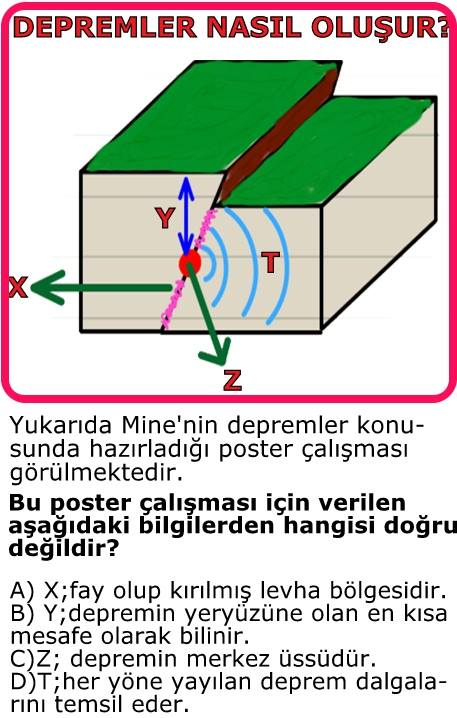 DEPREMLER NASIL OLUŞUR?
Y
T
X
Z
Yukarıda Mine'nin depremler konu-
sunda hazırladığı poster çalışması
görülmektedir.
Bu poster çalışması için verilen
aşağıdaki bilgilerden hangisi doğru
değildir?
A) X;fay olup kırılmış levha bölgesidir.
B) Y;depremin yeryüzüne olan en kısa
mesafe olarak bilinir.
C)Z; depremin merkez üssüdür.
D)T;her yöne yayılan deprem dalgala-
rını temsil eder.